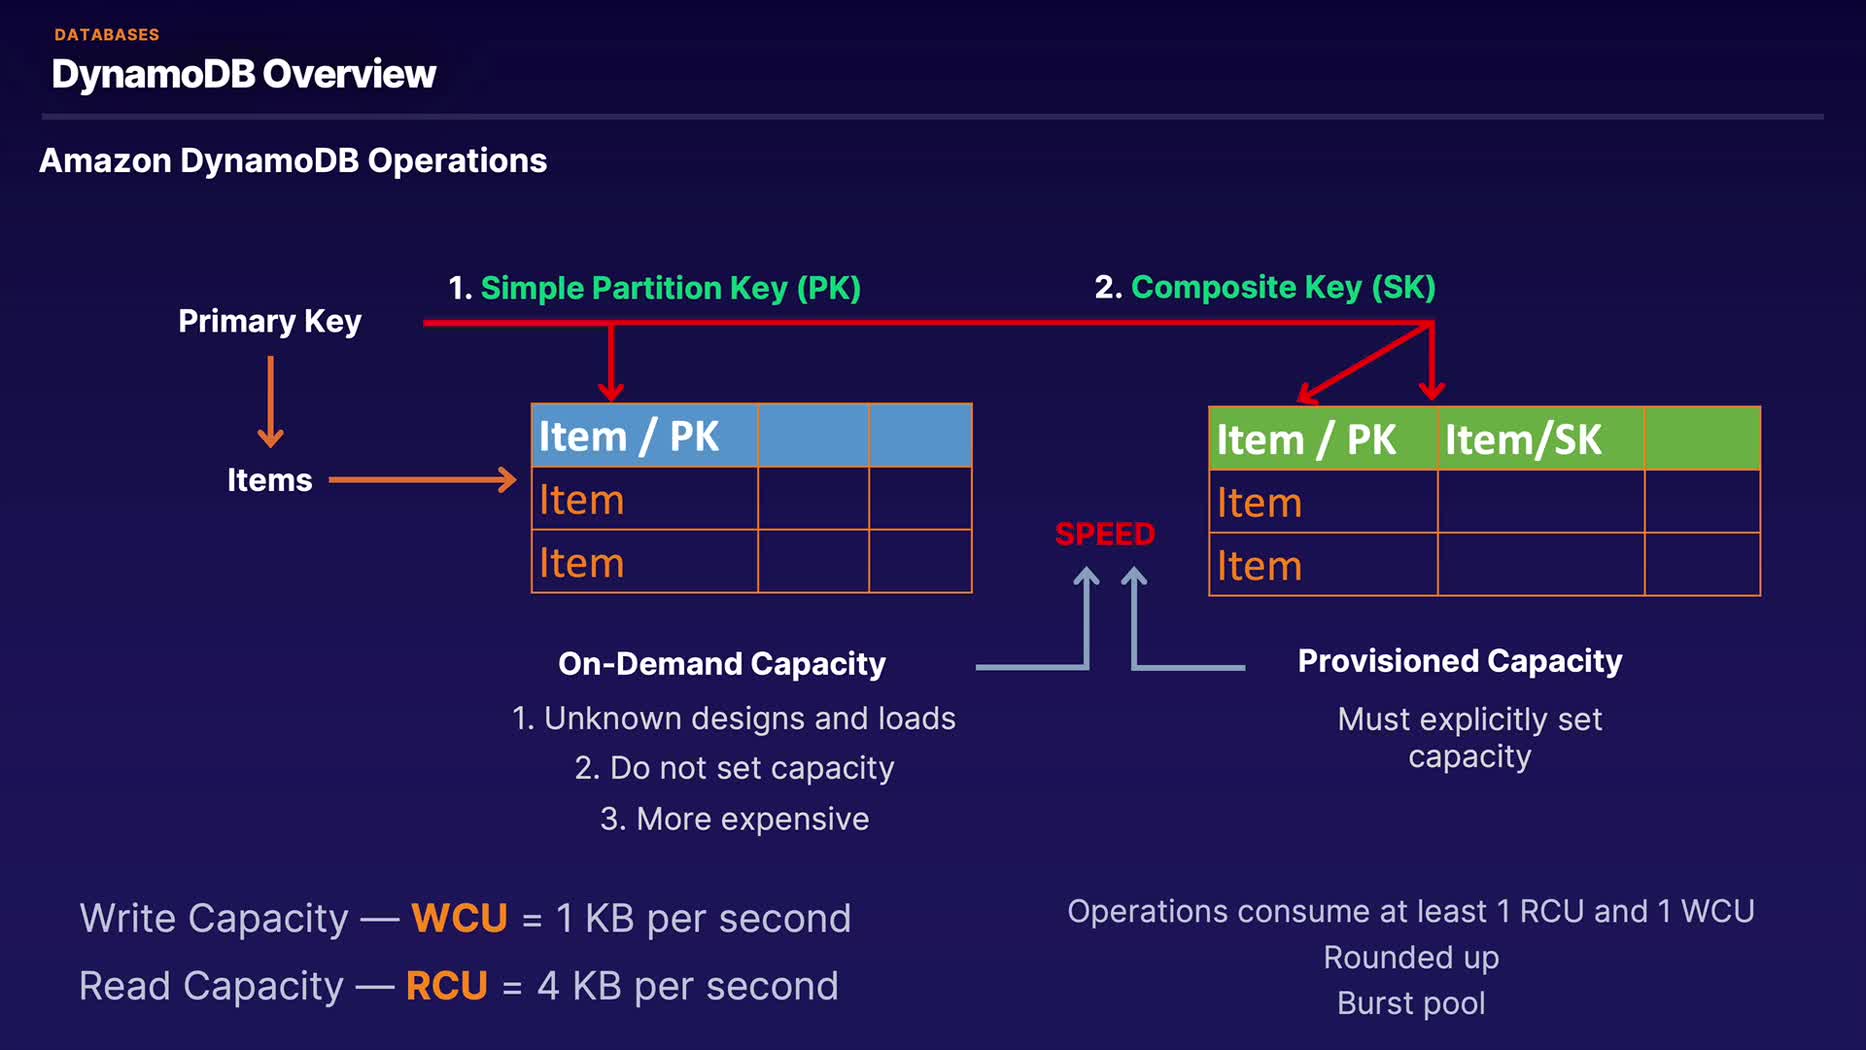 DATABASES
DynamoDB Overview
Amazon DynamoDB Operations
1. Simple Partition Key (PK)
2. Composite Key (SK)
Primary Key
Items
Item / PK
Item
Item
Item / PK Item/SK
Item
Item
SPEED
On-Demand Capacity
1. Unknown designs and loads
2. Do not set capacity
3. More expensive
Provisioned Capacity
Must explicitly set
capacity
Write Capacity — WCU = 1 KB per second
Read Capacity — RCU = 4 KB per second
Operations consume at least 1 RCU and 1 WCU
Rounded up
Burst pool